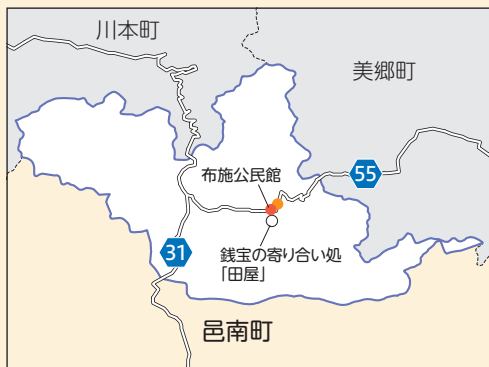 川本町
美郷町
布施公民館
55
銭宝の寄り合い処
「田屋」
31
邑南町